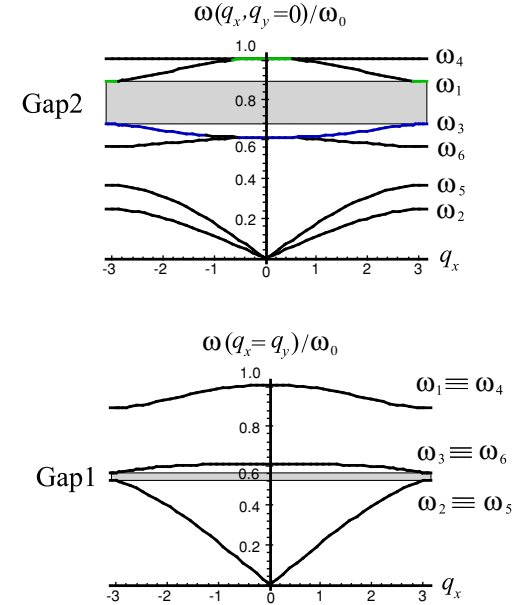 ω(qₓ, q_y=0)/ω₀
1.0
ω₄
ω₁
Gap2
0.8
ω₃
0.6
ω₆
0.4
ω₅
0.2
ω₂
-3 -2 -1 0 1 2 3 qₓ
ω(qₓ= q_y)/ω₀
1.0
ω₁≡ω₄
0.8
ω₃≡ω₆
Gap1
0.6
0.4
ω₂≡ω₅
0.2
-3 -2 -1 0 1 2 3 qₓ